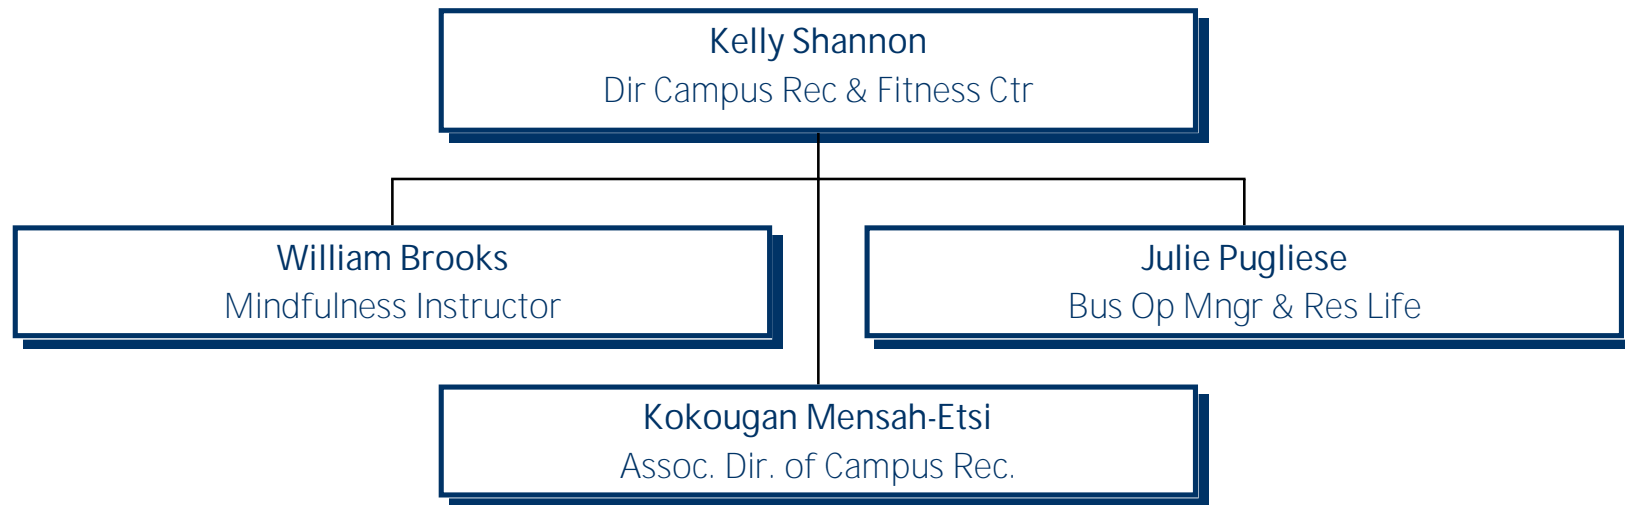 Kelly Shannon
Dir Campus Rec & Fitness Ctr
William Brooks
Mindfulness Instructor
Julie Pugliese
Bus Op Mngr & Res Life
Kokougan Mensah-Etsi
Assoc. Dir. of Campus Rec.